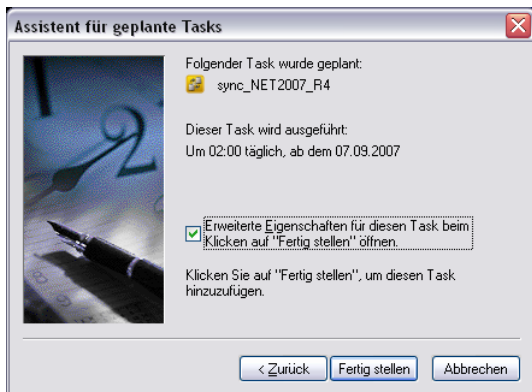 Assistent für geplante Tasks
Folgender Task wurde geplant:
sync_NET2007_R4
Dieser Task wird ausgeführt:
Um 02:00 täglich, ab dem 07.09.2007
Erweiterte Eigenschaften für diesen Task beim
Klicken auf "Fertig stellen" öffnen.
Klicken Sie auf "Fertig stellen", um diesen Task
hinzuzufügen.
< Zurück Fertig stellen Abbrechen